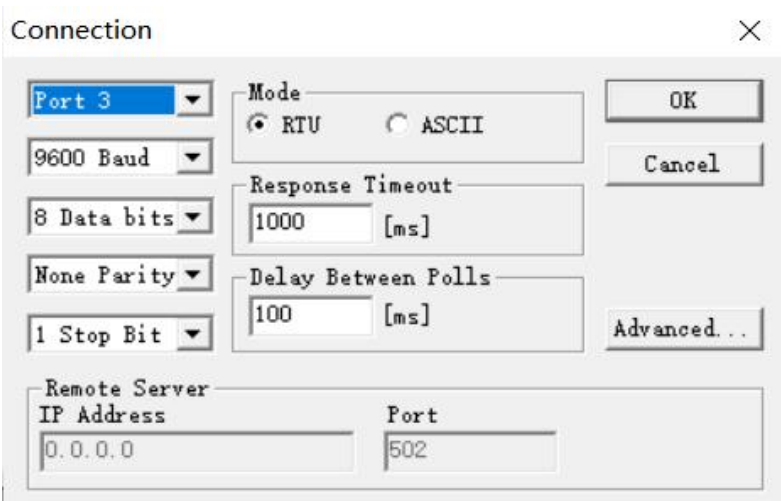 Connection
Port 3
9600 Baud
8 Data bits
None Parity
1 Stop Bit
Mode
RTU
ASCII
Response Timeout
1000 [ms]
Delay Between Polls
100 [ms]
OK
Cancel
Advanced...
Remote Server
IP Address
Port
0.0.0.0
502